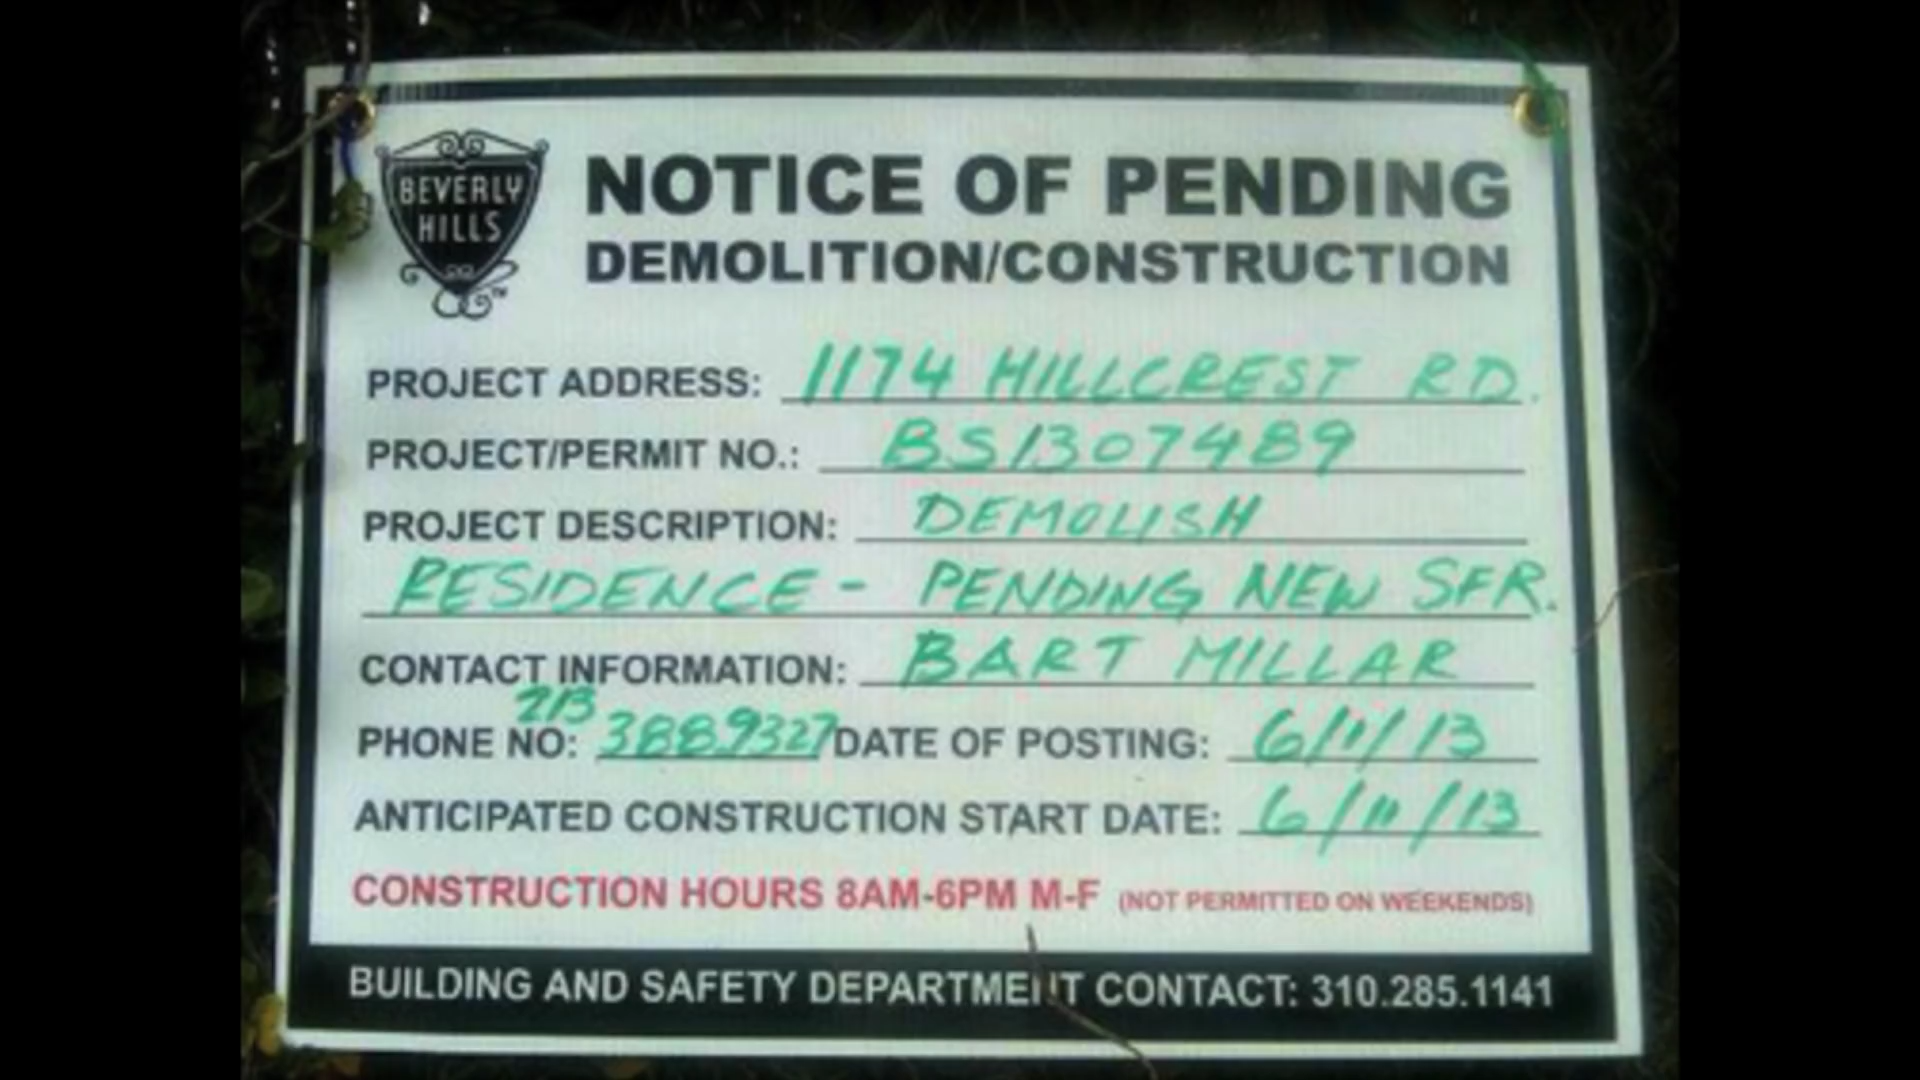 BEVERLY
HILLS
NOTICE OF PENDING
DEMOLITION/CONSTRUCTION
PROJECT ADDRESS: 1174 HILLCREST RD.
PROJECT/PERMIT NO.: BS1307489
PROJECT DESCRIPTION: DEMOLISH
RESIDENCE - PENDING NEW SFR.
CONTACT INFORMATION: BART MILLAR
PHONE NO: 213 388.9327 DATE OF POSTING: 6/11/13
ANTICIPATED CONSTRUCTION START DATE: 6/11/13
CONSTRUCTION HOURS 8AM-6PM M-F (NOT PERMITTED ON WEEKENDS)
BUILDING AND SAFETY DEPARTMENT CONTACT: 310.285.1141